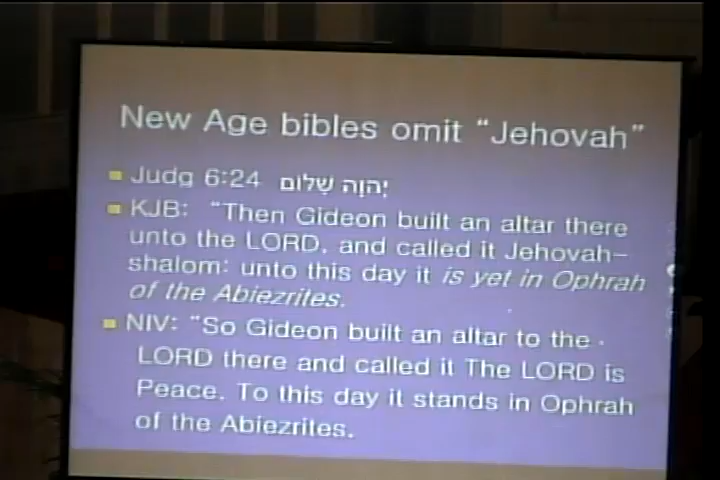 New Age bibles omit “Jehovah”
Judg 6:24 יְהוָה שָׁלוֹם
KJB: “Then Gideon built an altar there
unto the LORD, and called it Jehovah-
shalom: unto this day it is yet in Ophrah
of the Abiezrites.
NIV: “So Gideon built an altar to the
LORD there and called it The LORD is
Peace. To this day it stands in Ophrah
of the Abiezrites.